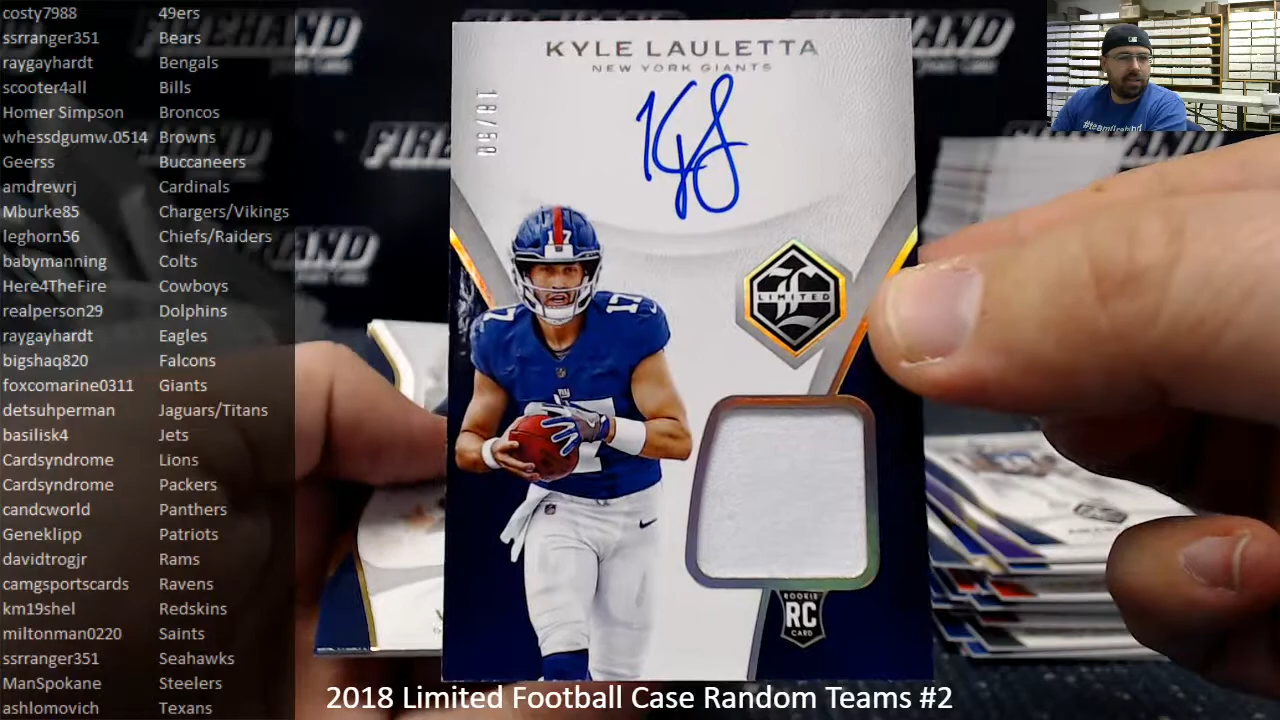 costy7988 49ers
ssrranger351 Bears
raygayhardt Bengals
scooter4all Bills
Homer Simpson Broncos
whessdgumw.0514 Browns
Geerss Buccaneers
amdrewrj Cardinals
Mburke85 Chargers/Vikings
leghorn56 Chiefs/Raiders
babymanning Colts
Here4TheFire Cowboys
realperson29 Dolphins
raygayhardt Eagles
bigshaq820 Falcons
foxcomarine0311 Giants
detsuhperman Jaguars/Titans
basilisk4 Jets
Cardsyndrome Lions
Cardsyndrome Packers
candcworld Panthers
Geneklipp Patriots
davidtrogjr Rams
camgsportscards Ravens
km19shel Redskins
miltonman0220 Saints
ssrranger351 Seahawks
ManSpokane Steelers
ashlomovich Texans
KYLE LAULETTA
NEW YORK GIANTS
17
17
LIMITED
ROOKIE
RC
CARD
FIREHAND
2018 Limited Football Case Random Teams #2